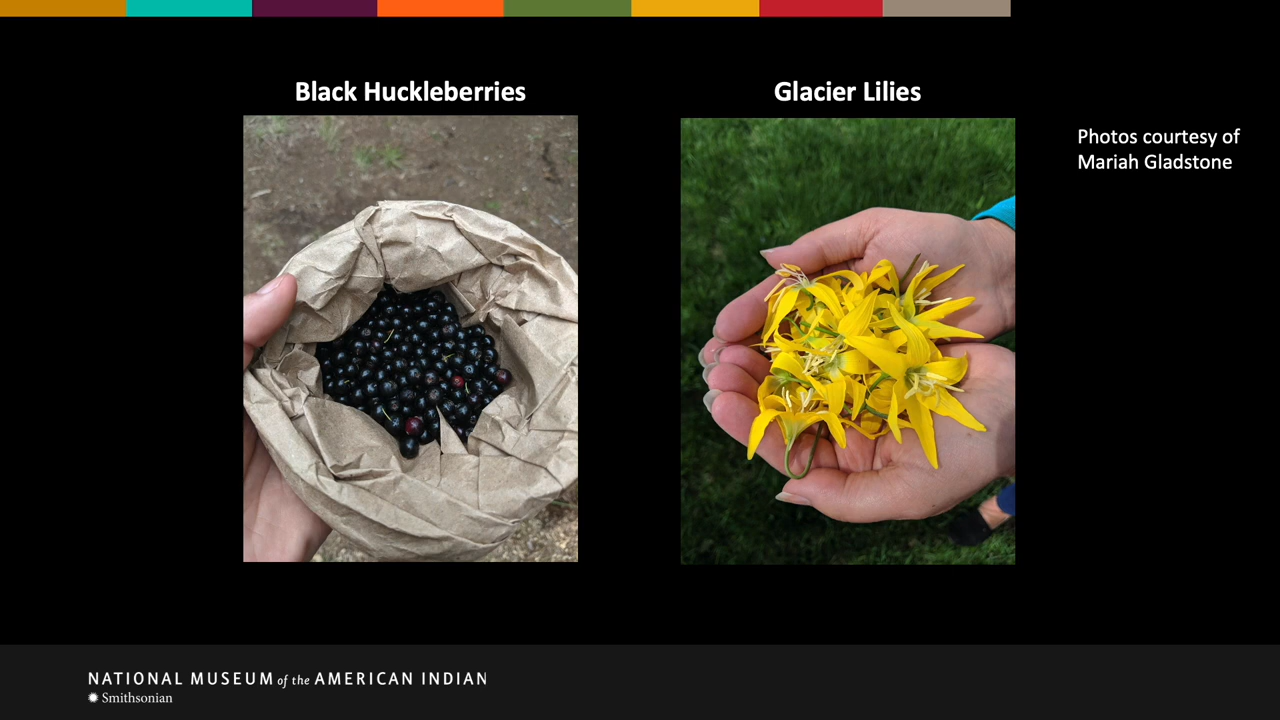 Black Huckleberries
Glacier Lilies
Photos courtesy of
Mariah Gladstone
NATIONAL MUSEUM of the AMERICAN INDIAN
Smithsonian